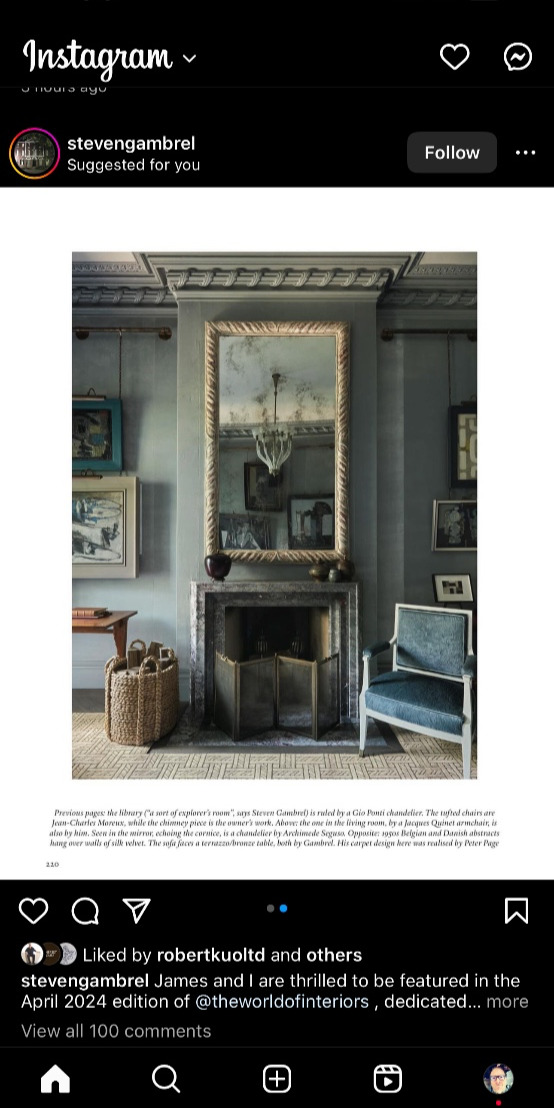 Instagram
5 hours ago
stevengambrel
Suggested for you
Follow
Previous pages: the library ("a sort of explorer's room", says Steven Gambrel) is ruled by a Gio Ponti chandelier. The tufted chairs are
Jean-Charles Moreux, while the chimney piece is the owner's work. Above: the one in the living room, by a Jacques Quinet armchair, is
also by him. Seen in the mirror, echoing the cornice, is a chandelier by Archimede Seguso. Opposite: 1950s Belgian and Danish abstracts
hang over walls of silk velvet. The sofa faces a terrazzo/bronze table, both by Gambrel. His carpet design here was realised by Peter Page
220
Liked by robertkuoltd and others
stevengambrel James and I are thrilled to be featured in the
April 2024 edition of @theworldofinteriors , dedicated... more
View all 100 comments